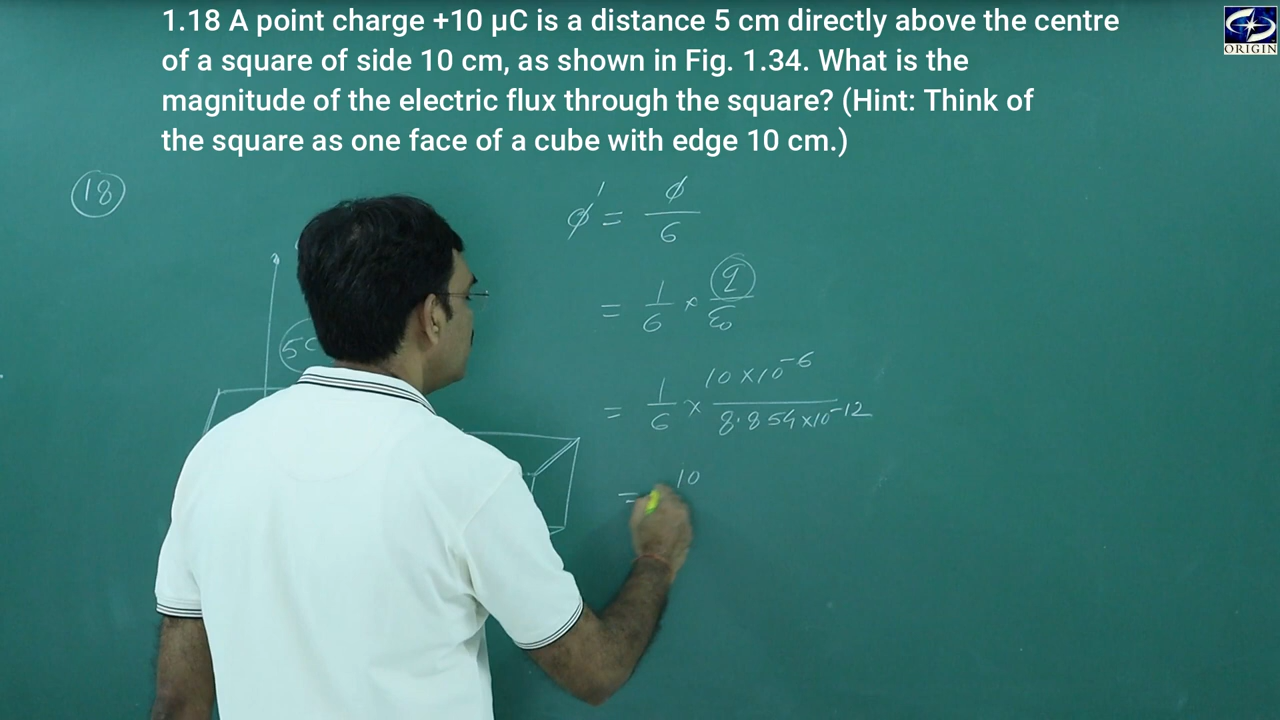 1.18 A point charge +10 μC is a distance 5 cm directly above the centre
of a square of side 10 cm, as shown in Fig. 1.34. What is the
magnitude of the electric flux through the square? (Hint: Think of
the square as one face of a cube with edge 10 cm.)
ORIGIN
18
ϕ' = ϕ/6
= 1/6 × q/ε₀
= 1/6 × 10×10⁻⁶/8.854×10⁻¹²
= 10